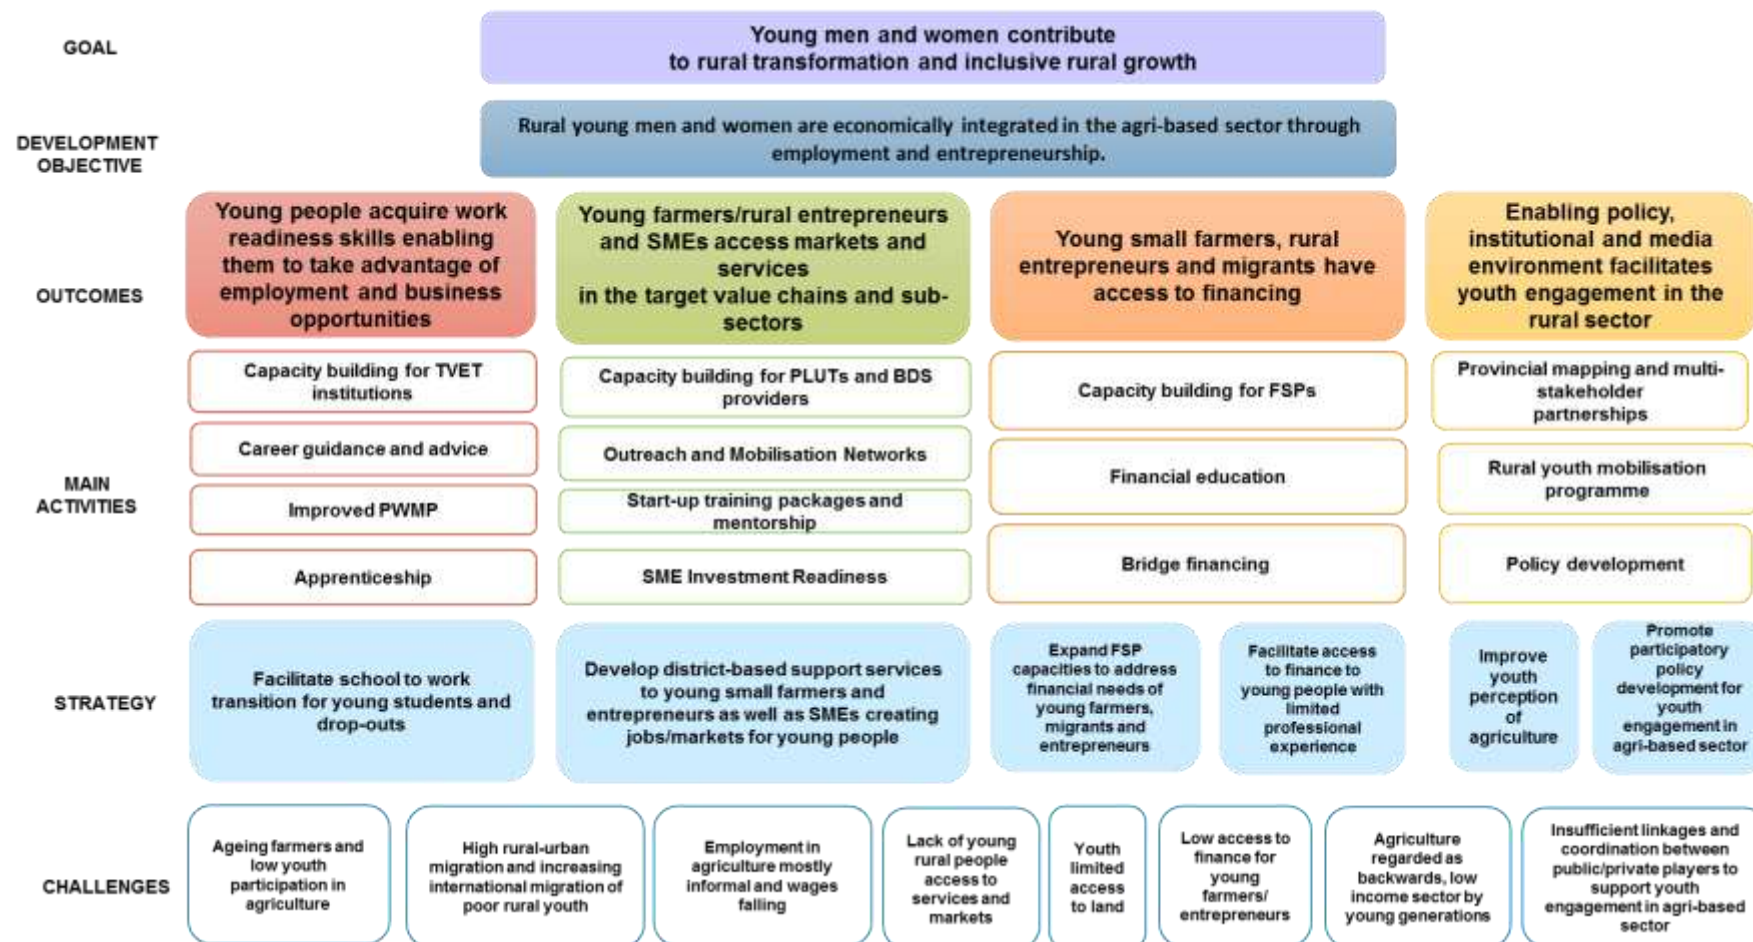 GOAL
Young men and women contribute
to rural transformation and inclusive rural growth
DEVELOPMENT
OBJECTIVE
Rural young men and women are economically integrated in the agri-based sector through
employment and entrepreneurship.
OUTCOMES
Young people acquire work
readiness skills enabling
them to take advantage of
employment and business
opportunities
Young farmers/rural entrepreneurs
and SMEs access markets and
services
in the target value chains and sub-
sectors
Young small farmers, rural
entrepreneurs and migrants have
access to financing
Enabling policy,
institutional and media
environment facilitates
youth engagement in the
rural sector
MAIN
ACTIVITIES
Capacity building for TVET
institutions
Career guidance and advice
Improved PWMP
Apprenticeship
Capacity building for PLUTs and BDS
providers
Outreach and Mobilisation Networks
Start-up training packages and
mentorship
SME Investment Readiness
Capacity building for FSPs
Financial education
Bridge financing
Provincial mapping and multi-
stakeholder
partnerships
Rural youth mobilisation
programme
Policy development
STRATEGY
Facilitate school to work
transition for young students and
drop-outs
Develop district-based support services
to young small farmers and
entrepreneurs as well as SMEs creating
jobs/markets for young people
Expand FSP
capacities to address
financial needs of
young farmers,
migrants and
entrepreneurs
Facilitate access
to finance to
young people with
limited
professional
experience
Improve
youth
perception
of
agriculture
Promote
participatory
policy
development for
youth
engagement in
agri-based sector
CHALLENGES
Ageing farmers and
low youth
participation in
agriculture
High rural-urban
migration and increasing
international migration of
poor rural youth
Employment in
agriculture mostly
informal and wages
falling
Lack of young
rural people
access to
services and
markets
Youth
limited
access
to land
Low access to
finance for
young
farmers/
entrepreneurs
Agriculture
regarded as
backwards, low
income sector by
young generations
Insufficient linkages and
coordination between
public/private players to
support youth
engagement in agri-based
sector